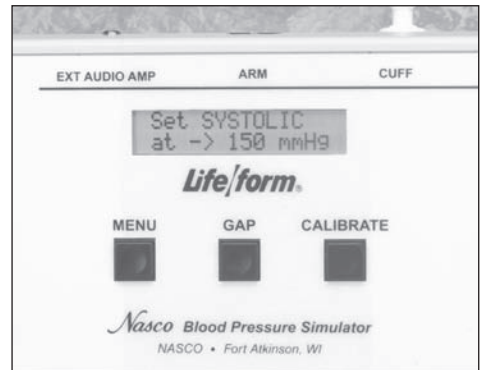 EXT AUDIO AMP ARM CUFF
Set SYSTOLIC
at -> 150 mmHg
Life/form®
MENU GAP CALIBRATE
Nasco Blood Pressure Simulator
NASCO • Fort Atkinson, WI